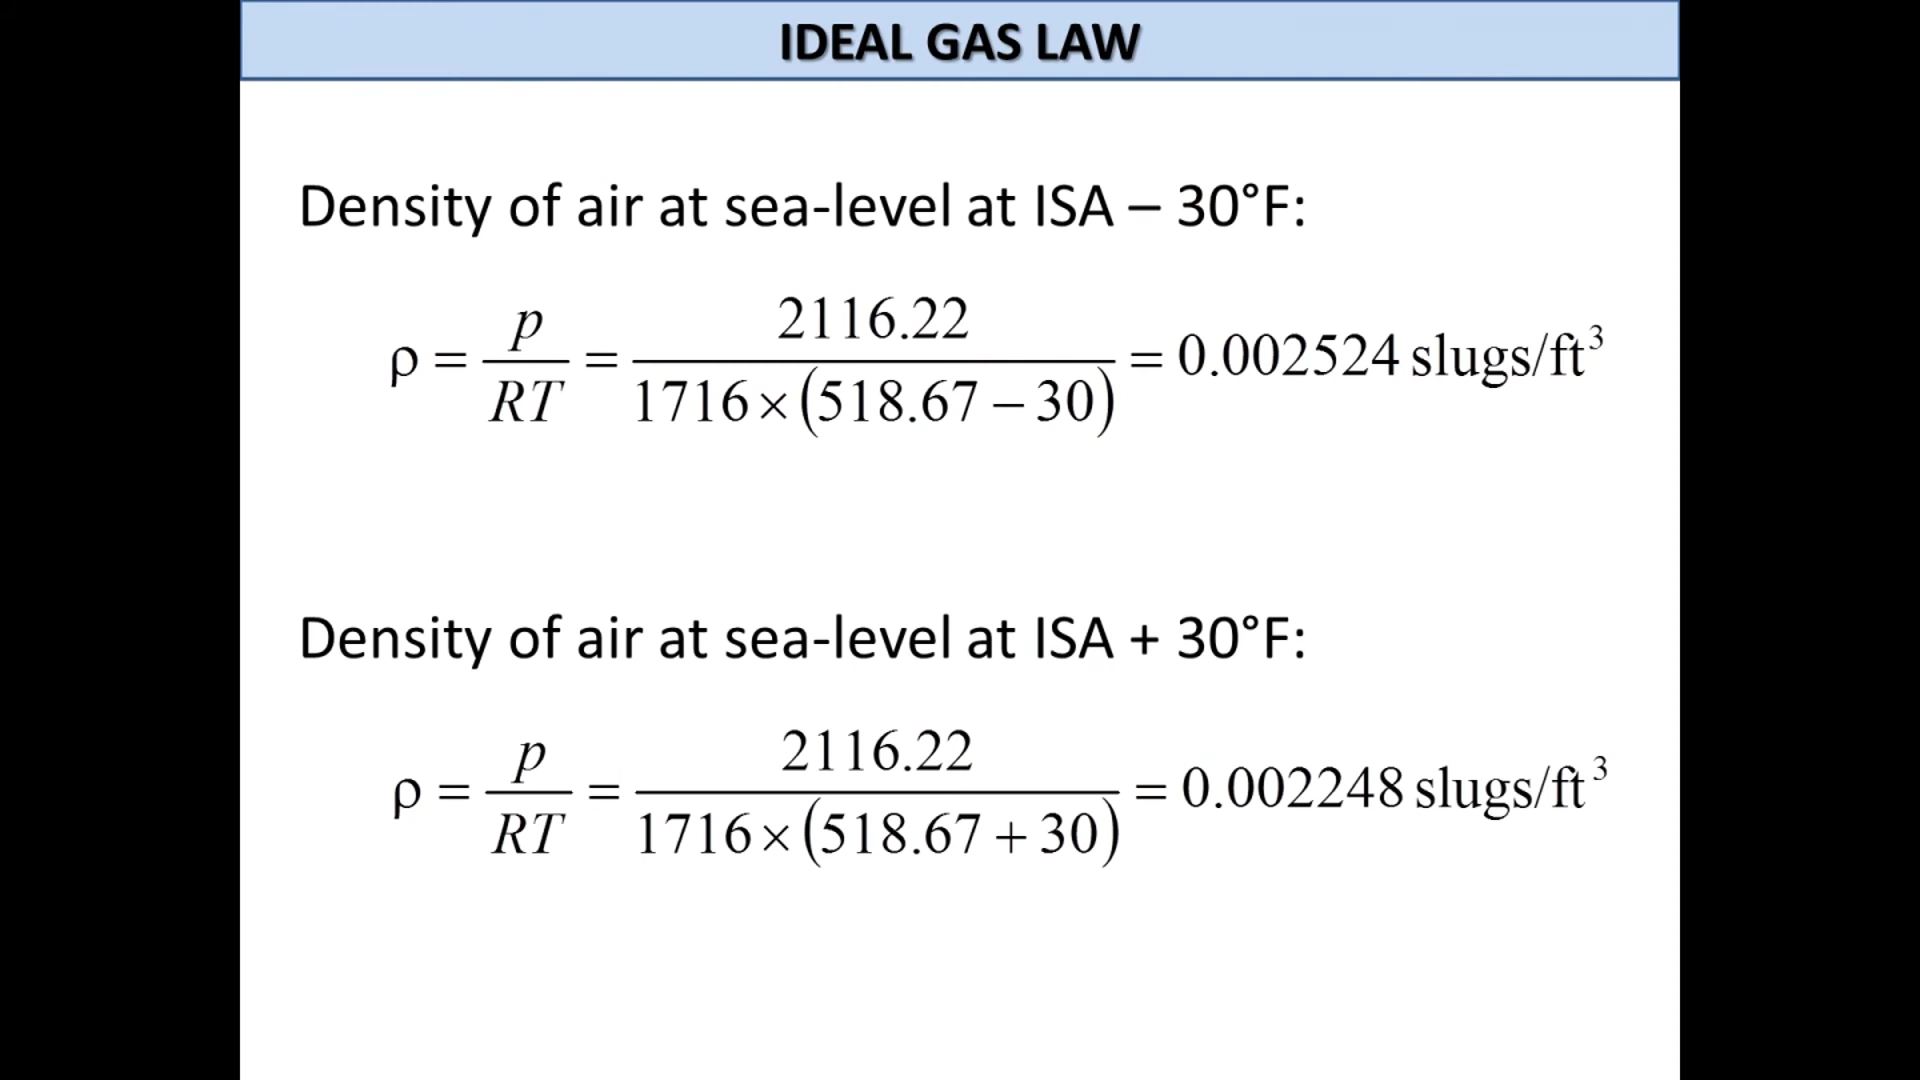 IDEAL GAS LAW
Density of air at sea-level at ISA – 30°F:
ρ = p / RT = 2116.22 / 1716 × (518.67 – 30) = 0.002524 slugs/ft³
Density of air at sea-level at ISA + 30°F:
ρ = p / RT = 2116.22 / 1716 × (518.67 + 30) = 0.002248 slugs/ft³